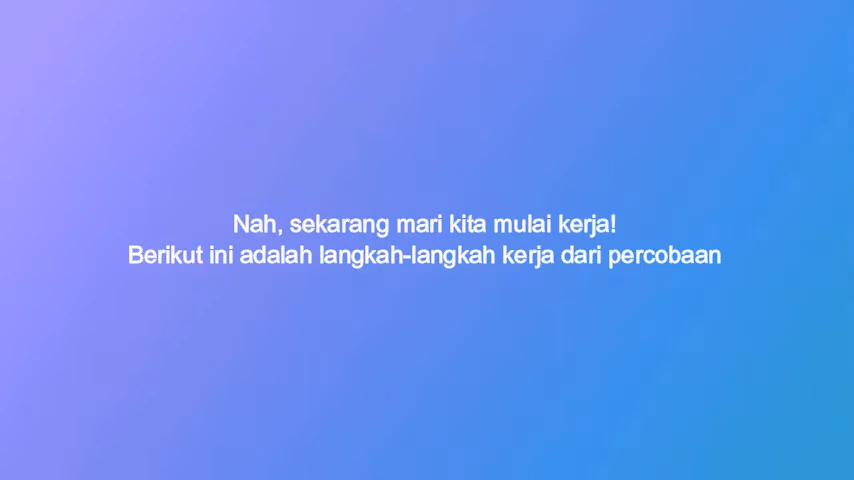 Nah, sekarang mari kita mulai kerja!
Berikut ini adalah langkah-langkah kerja dari percobaan